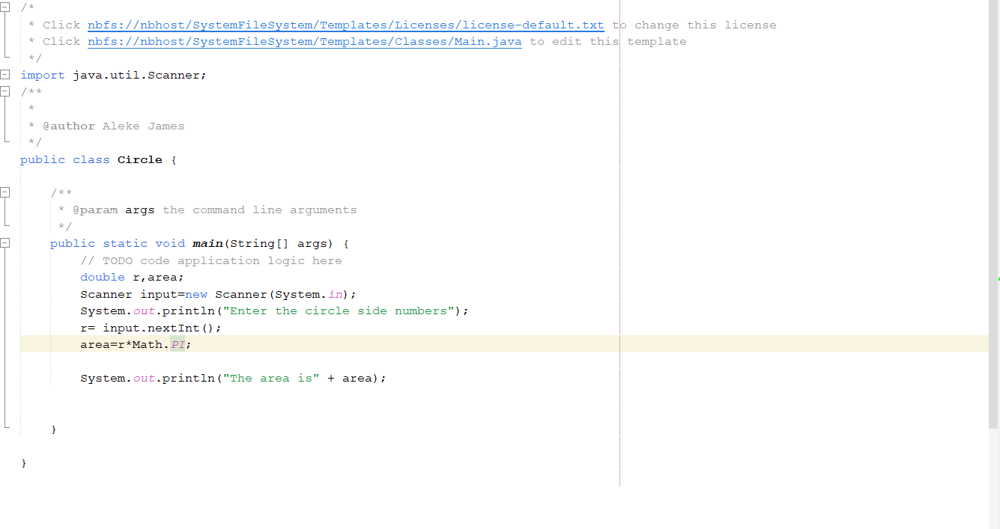 /*
 * Click nbfs://nbhost/SystemFileSystem/Templates/Licenses/license-default.txt to change this license
 * Click nbfs://nbhost/SystemFileSystem/Templates/Classes/Main.java to edit this template
 */
import java.util.Scanner;
/**
 *
 * @author Aleke James
 */
public class Circle {
    /**
     * @param args the command line arguments
     */
    public static void main(String[] args) {
        // TODO code application logic here
        double r,area;
        Scanner input=new Scanner(System.in);
        System.out.println("Enter the circle side numbers");
        r= input.nextInt();
        area=r*Math.PI;
        System.out.println("The area is" + area);
    }
}